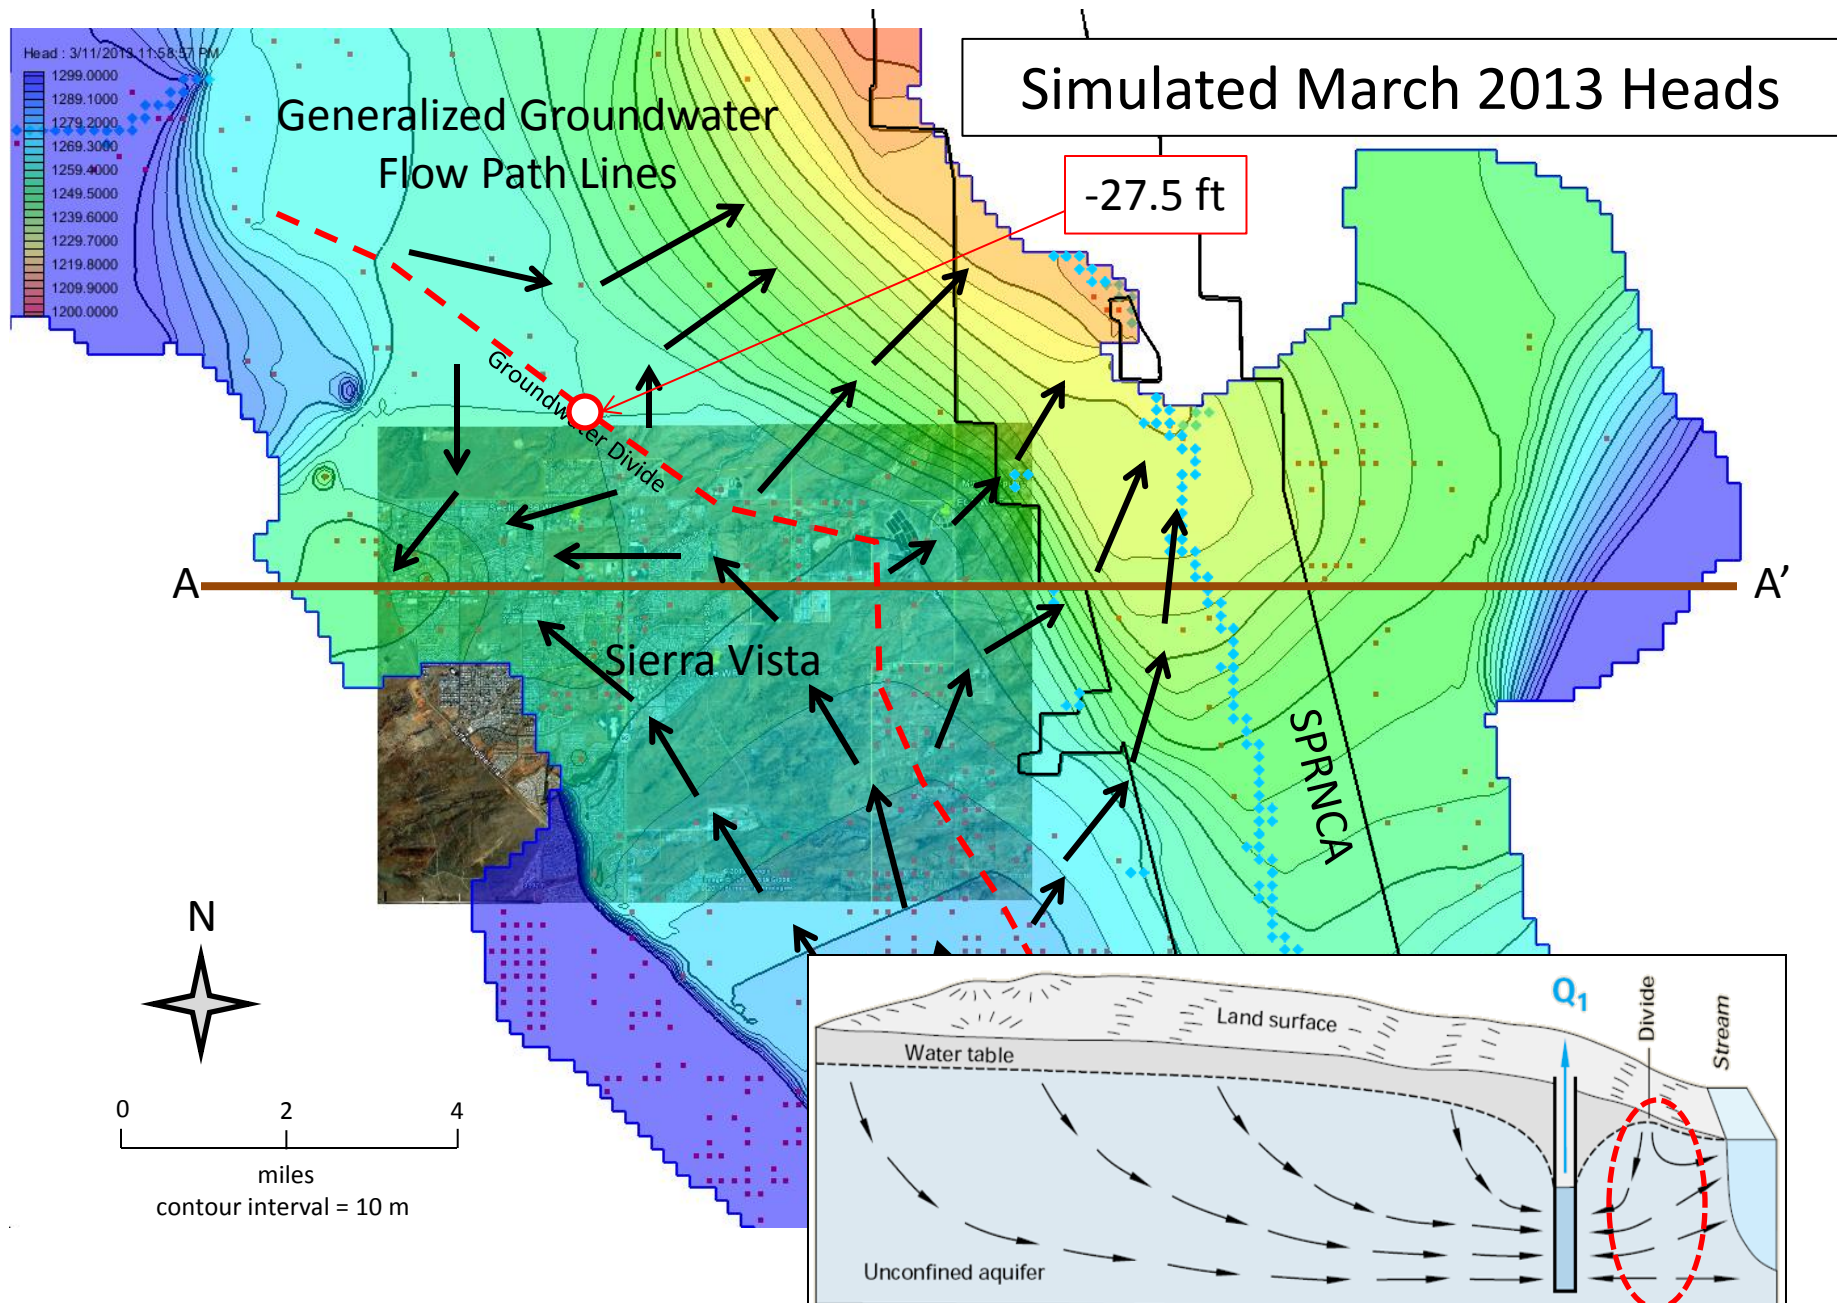 Simulated March 2013 Heads
Head : 3/11/2013 11:58:57 PM
1299.0000
1289.1000
1279.2000
1269.3000
1259.4000
1249.5000
1239.6000
1229.7000
1219.8000
1209.9000
1200.0000
Generalized Groundwater
Flow Path Lines
-27.5 ft
Groundwater Divide
A
A’
Sierra Vista
SPRNCA
N
0 2 4
miles
contour interval = 10 m
Q1
Divide
Stream
Land surface
Water table
Unconfined aquifer